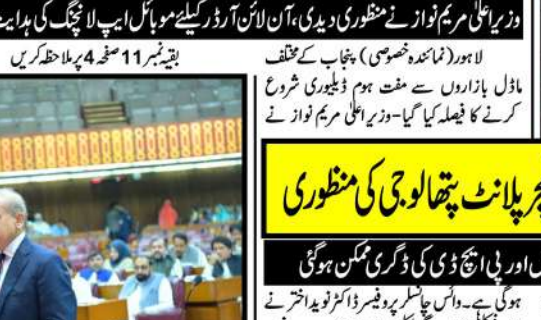 وزیراعلیٰ مریم نواز نے منظوری دیدی، آن لائن آرڈر کیلئے موبائل ایپ لانچنگ کی ہدایت
لاہور (نمائندہ خصوصی) پنجاب کے مختلف
ماڈل بازاروں سے مفت ہوم ڈیلیوری شروع
کرنے کا فیصلہ کیا گیا-وزیراعلیٰ مریم نواز نے
بقیہ نمبر 11 صفحہ 4 پر ملاحظہ کریں
پلانٹ پتھالوجی کی منظوری
اور پی ایچ ڈی کی ڈگری ممکن ہوگئی
ہوگی ہے۔ وائس چانسلر پروفیسر ڈاکٹر نوید اختر نے